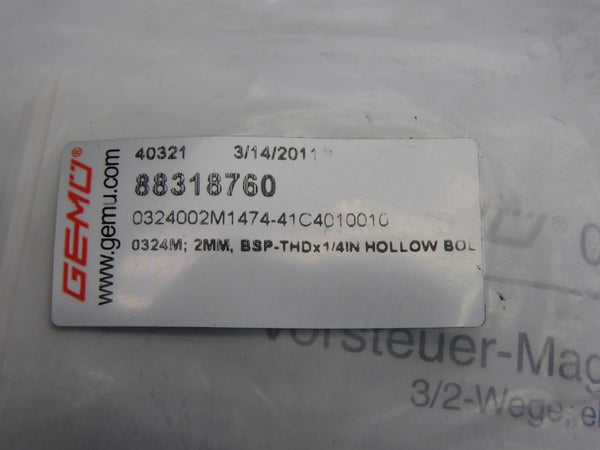 GEMÜ®
www.gemu.com
40321 3/14/2011
88318760
0324002M1474-41C4010010
0324M; 2MM, BSP-THDx1/4IN HOLLOW BOL
Vorsteuer-Mag
3/2-Wege, el